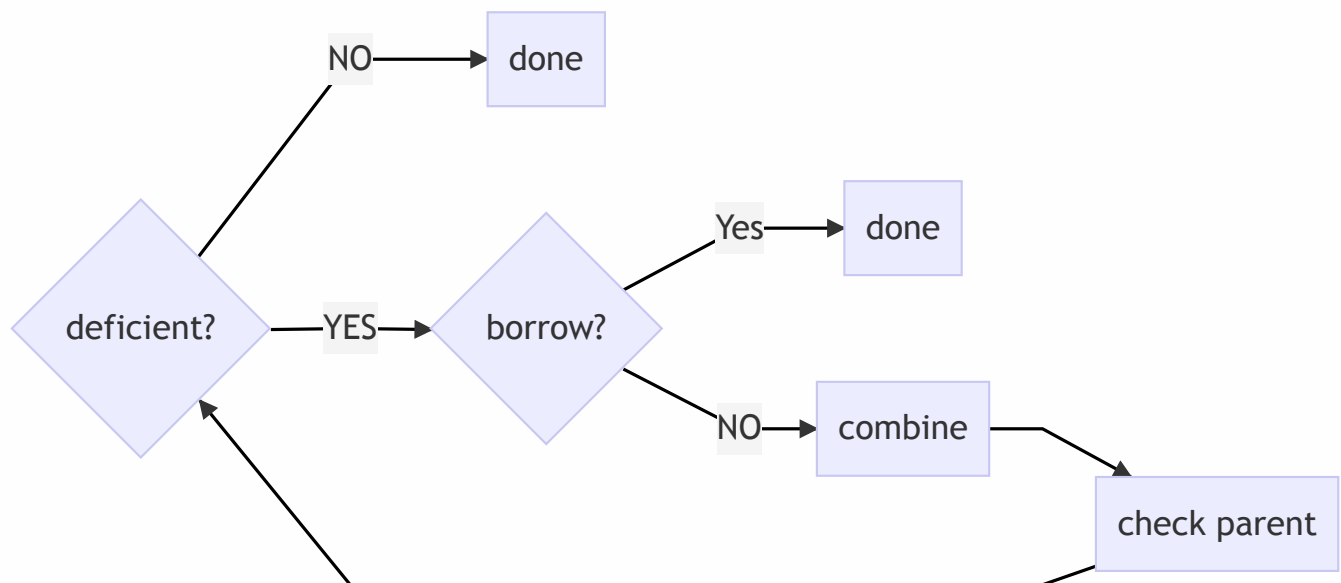 NO
done
Yes
done
deficient?
YES
borrow?
NO
combine
check parent